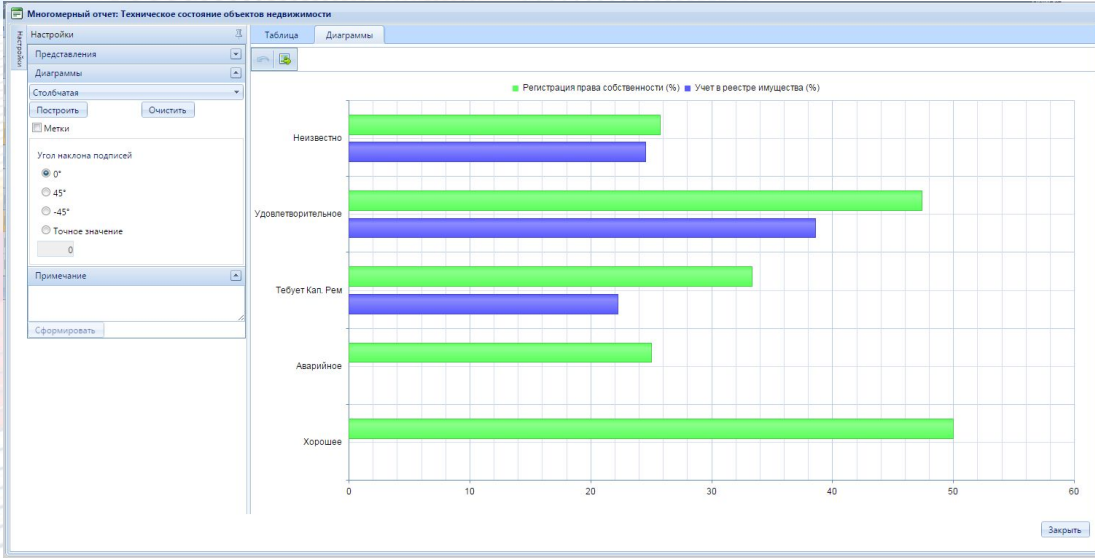 Многомерный отчет: Техническое состояние объектов недвижимости
Настройки
Настройки
Представления
Диаграммы
Столбчатая
Построить Очистить
Метки
Угол наклона подписей
0°
45°
-45°
Точное значение
0
Примечание
Сформировать
Таблица Диаграммы
Регистрация права собственности (%) Учет в реестре имущества (%)
Неизвестно
Удовлетворительное
Тебует Кап. Рем
Аварийное
Хорошее
0 10 20 30 40 50 60
Закрыть